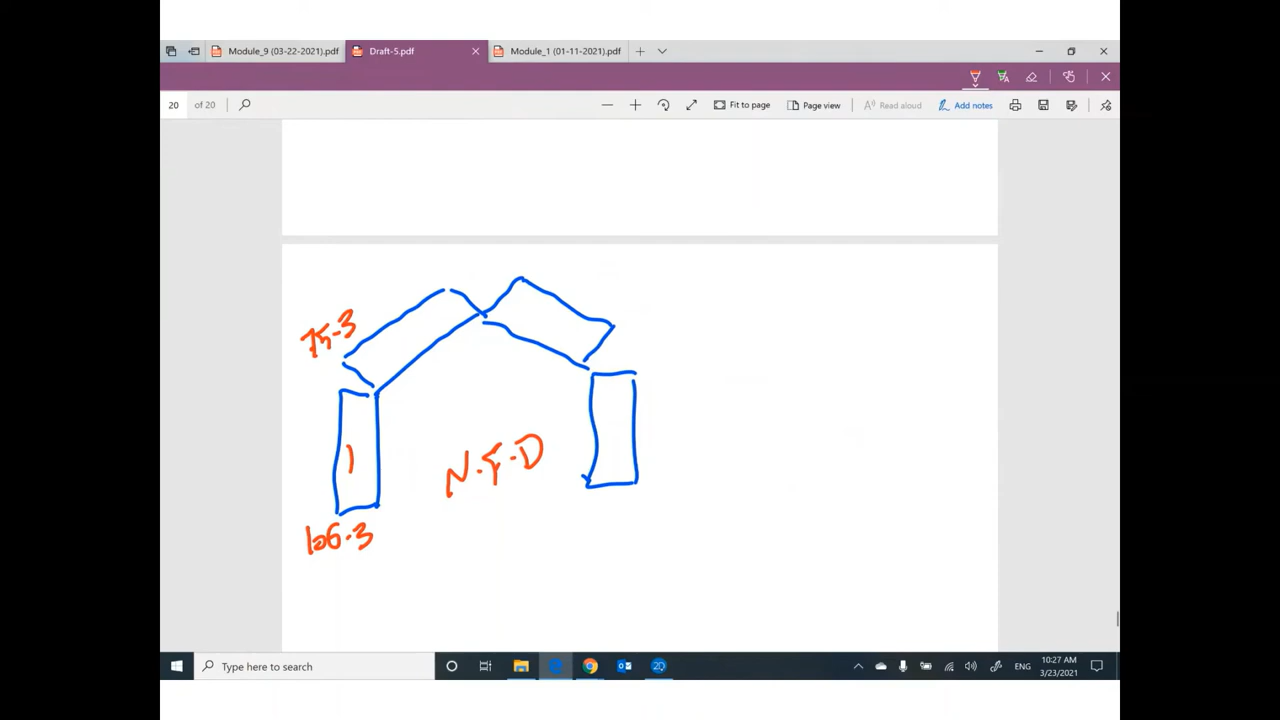 Module_9 (03-22-2021).pdf
Draft-5.pdf
Module_1 (01-11-2021).pdf
20 of 20
Fit to page
Page view
Read aloud
Add notes
75.3
1
N.F.D
106.3
Type here to search
ENG
10:27 AM
3/23/2021